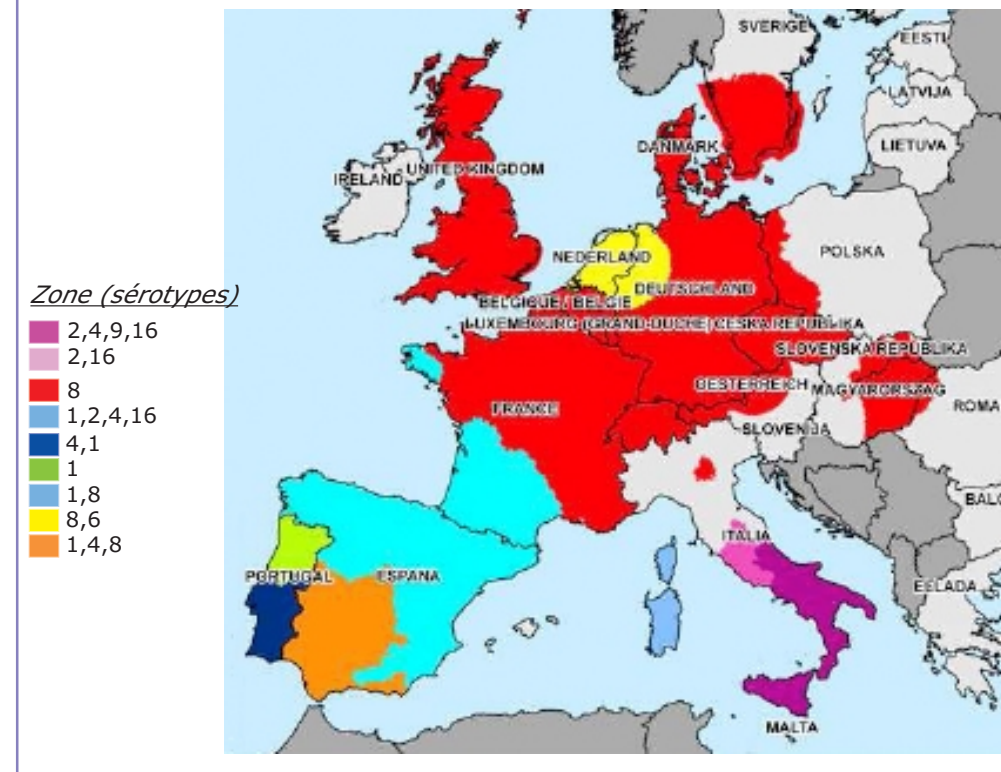 SVERIGE
EESTI
LATVIJA
DANMARK
LIETUVA
IRELAND
UNITED KINGDOM
POLSKA
NEDERLAND
DEUTSCHLAND
Zone (sérotypes)
BELGIQUE / BELGIE
LUXEMBOURG (GRAND-DUCHE)
CESKA REPUBLIKA
2,4,9,16
2,16
SLOVENSKA REPUBLIKA
8
OESTERREICH
MAGYARORSZAG
1,2,4,16
FRANCE
ROMA
SLOVENIJA
4,1
1
1,8
BALG
8,6
ITALIA
1,4,8
PORTUGAL
ESPANA
ELLADA
MALTA